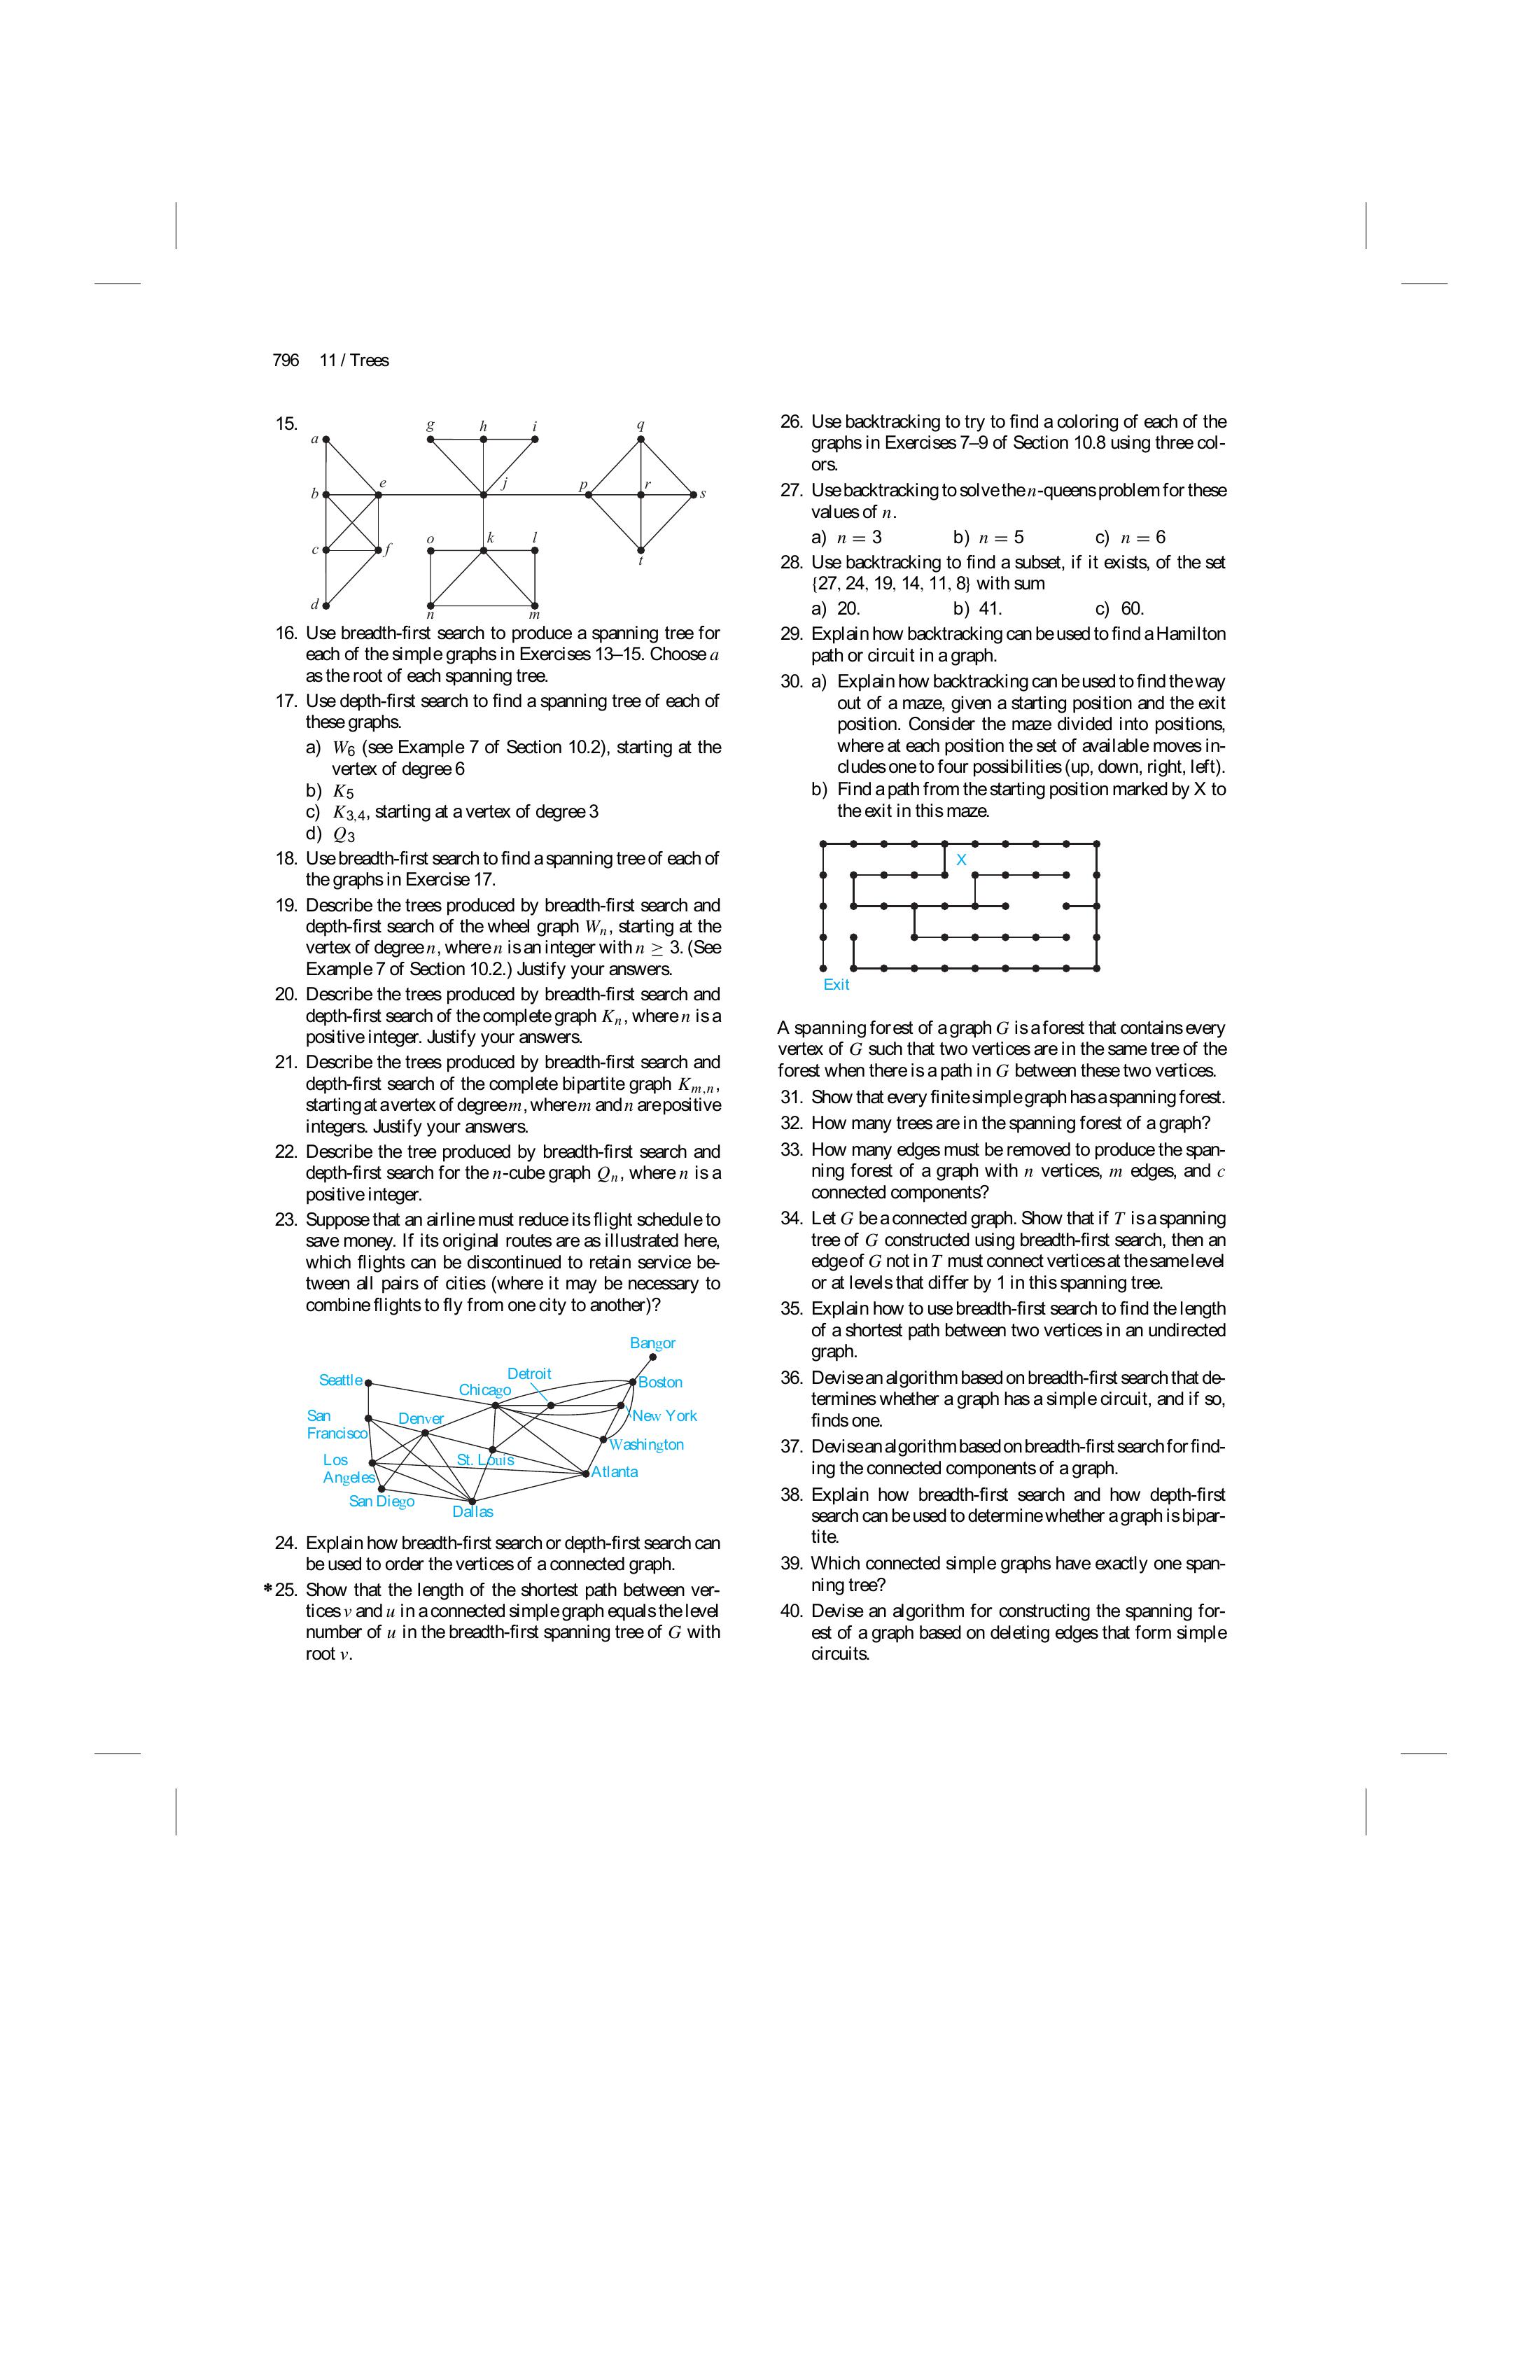 796 11 / Trees
15.
a
b
c
d
e
f
g
h
i
j
o
k
l
n
m
p
q
r
s
t
16. Use breadth-first search to produce a spanning tree for
each of the simple graphs in Exercises 13–15. Choose a
as the root of each spanning tree.
17. Use depth-first search to find a spanning tree of each of
these graphs.
a) W6 (see Example 7 of Section 10.2), starting at the
vertex of degree 6
b) K5
c) K3,4, starting at a vertex of degree 3
d) Q3
18. Use breadth-first search to find a spanning tree of each of
the graphs in Exercise 17.
19. Describe the trees produced by breadth-first search and
depth-first search of the wheel graph Wn, starting at the
vertex of degree n, where n is an integer with n ≥ 3. (See
Example 7 of Section 10.2.) Justify your answers.
20. Describe the trees produced by breadth-first search and
depth-first search of the complete graph Kn, where n is a
positive integer. Justify your answers.
21. Describe the trees produced by breadth-first search and
depth-first search of the complete bipartite graph Km,n,
starting at a vertex of degree m, where m and n are positive
integers. Justify your answers.
22. Describe the tree produced by breadth-first search and
depth-first search for the n-cube graph Qn, where n is a
positive integer.
23. Suppose that an airline must reduce its flight schedule to
save money. If its original routes are as illustrated here,
which flights can be discontinued to retain service be-
tween all pairs of cities (where it may be necessary to
combine flights to fly from one city to another)?
Bangor
Seattle
Detroit
Chicago
Boston
San
Francisco
Denver
New York
Washington
Los
Angeles
St. Louis
Atlanta
San Diego
Dallas
24. Explain how breadth-first search or depth-first search can
be used to order the vertices of a connected graph.
*25. Show that the length of the shortest path between ver-
tices v and u in a connected simple graph equals the level
number of u in the breadth-first spanning tree of G with
root v.
26. Use backtracking to try to find a coloring of each of the
graphs in Exercises 7–9 of Section 10.8 using three col-
ors.
27. Use backtracking to solve the n-queens problem for these
values of n.
a) n = 3 b) n = 5 c) n = 6
28. Use backtracking to find a subset, if it exists, of the set
{27, 24, 19, 14, 11, 8} with sum
a) 20. b) 41. c) 60.
29. Explain how backtracking can be used to find a Hamilton
path or circuit in a graph.
30. a) Explain how backtracking can be used to find the way
out of a maze, given a starting position and the exit
position. Consider the maze divided into positions,
where at each position the set of available moves in-
cludes one to four possibilities (up, down, right, left).
b) Find a path from the starting position marked by X to
the exit in this maze.
X
Exit
A spanning forest of a graph G is a forest that contains every
vertex of G such that two vertices are in the same tree of the
forest when there is a path in G between these two vertices.
31. Show that every finite simple graph has a spanning forest.
32. How many trees are in the spanning forest of a graph?
33. How many edges must be removed to produce the span-
ning forest of a graph with n vertices, m edges, and c
connected components?
34. Let G be a connected graph. Show that if T is a spanning
tree of G constructed using breadth-first search, then an
edge of G not in T must connect vertices at the same level
or at levels that differ by 1 in this spanning tree.
35. Explain how to use breadth-first search to find the length
of a shortest path between two vertices in an undirected
graph.
36. Devise an algorithm based on breadth-first search that de-
termines whether a graph has a simple circuit, and if so,
finds one.
37. Devise an algorithm based on breadth-first search for find-
ing the connected components of a graph.
38. Explain how breadth-first search and how depth-first
search can be used to determine whether a graph is bipar-
tite.
39. Which connected simple graphs have exactly one span-
ning tree?
40. Devise an algorithm for constructing the spanning for-
est of a graph based on deleting edges that form simple
circuits.